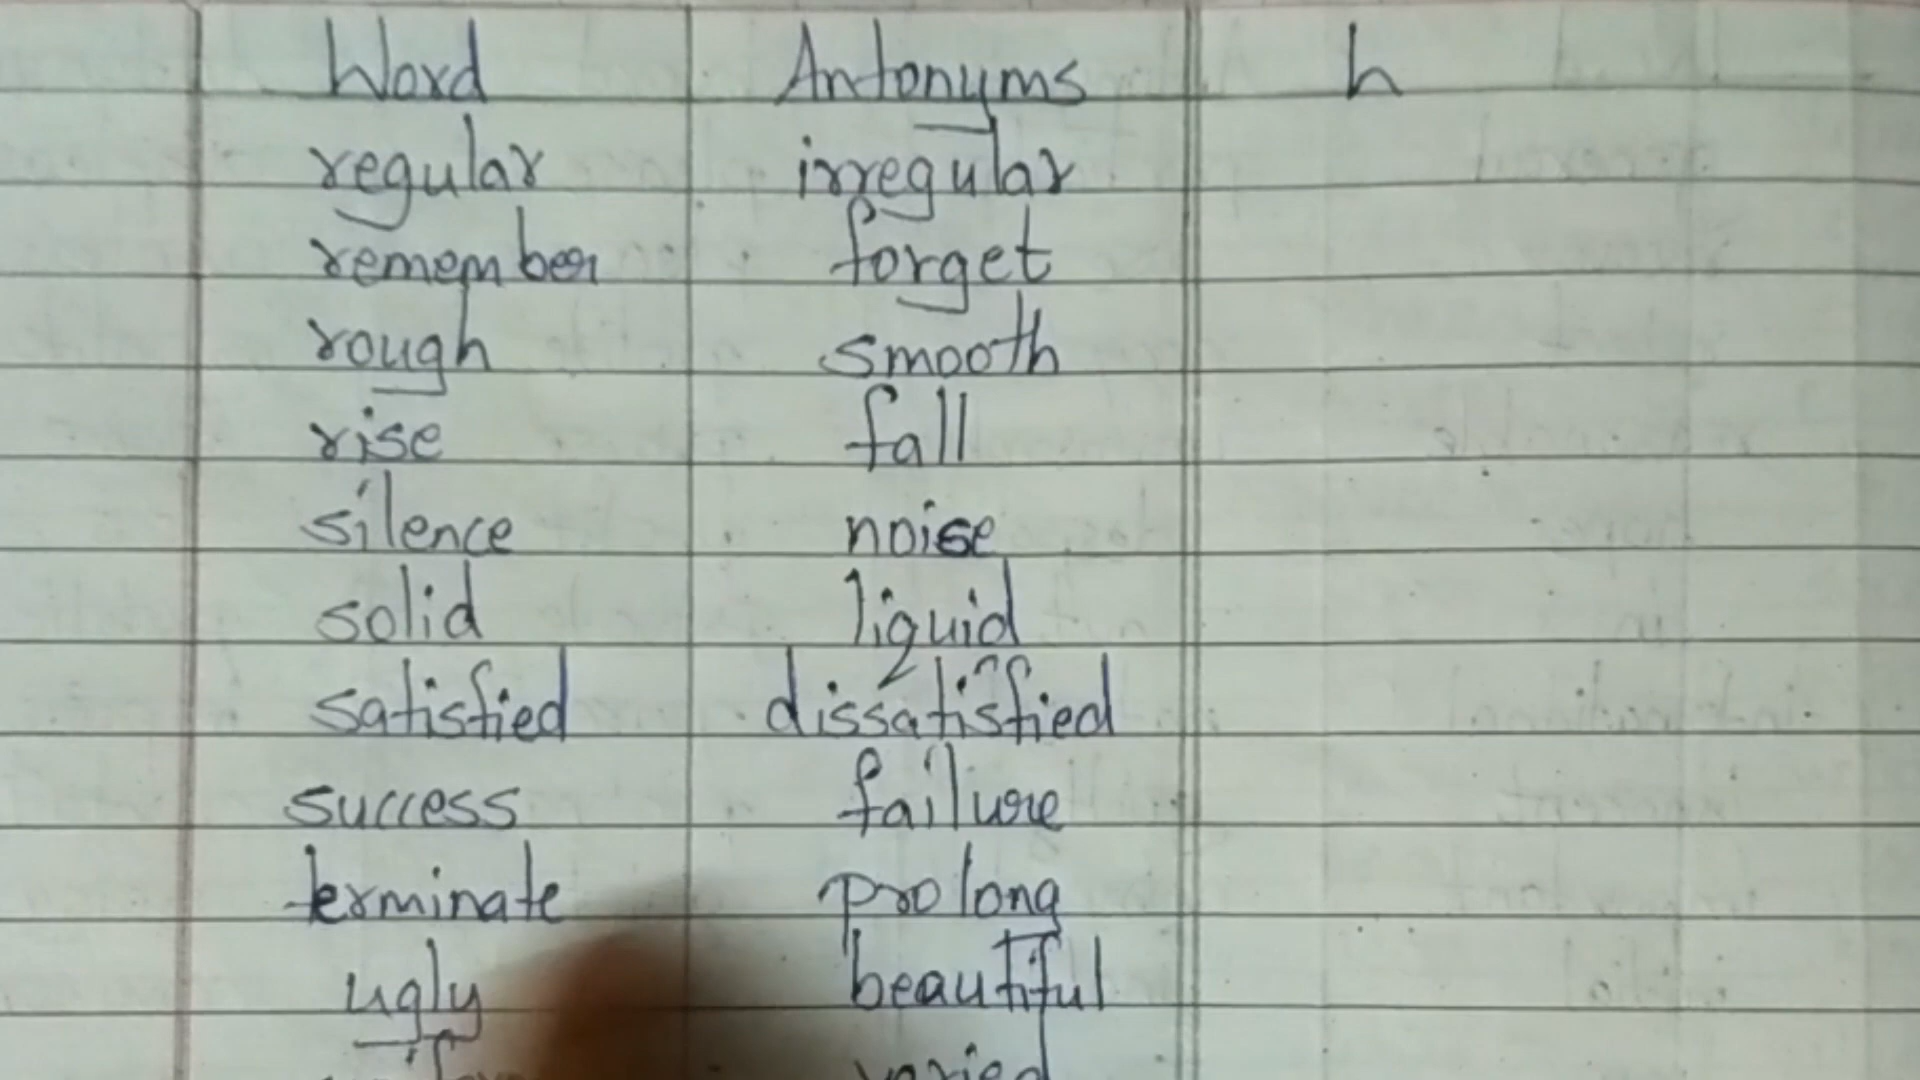 Word Antonyms h
regular irregular
remember forget
rough smooth
rise fall
silence noise
solid liquid
satisfied dissatisfied
success failure
terminate prolong
ugly beautiful
varied